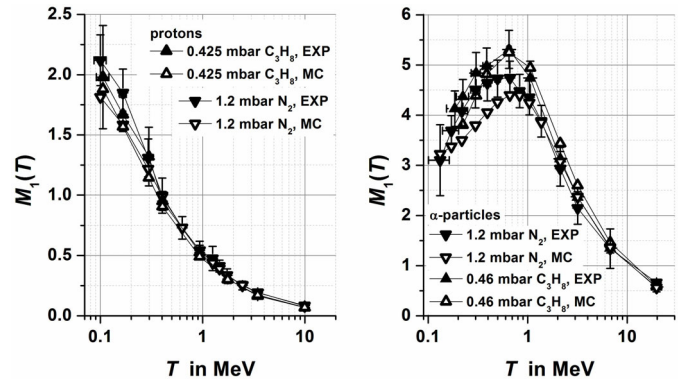 2.5
2.0
1.5
1.0
0.5
0.0
M₁(T)
protons
0.425 mbar C₃H₈, EXP
0.425 mbar C₃H₈, MC
1.2 mbar N₂, EXP
1.2 mbar N₂, MC
0.1
1
10
T in MeV
6
5
4
3
2
1
0
M₁(T)
α-particles
1.2 mbar N₂, EXP
1.2 mbar N₂, MC
0.46 mbar C₃H₈, EXP
0.46 mbar C₃H₈, MC
0.1
1
10
T in MeV